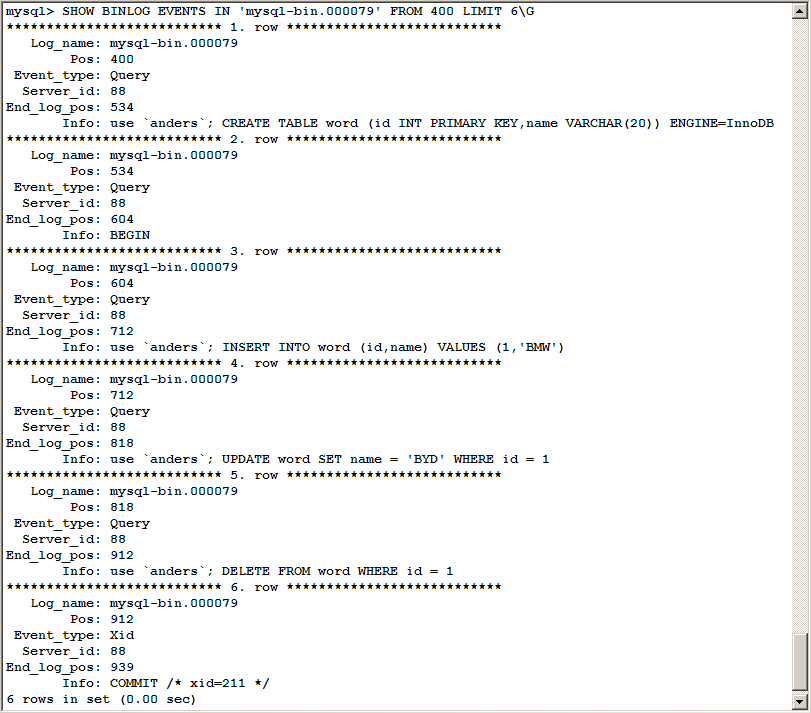 mysql> SHOW BINLOG EVENTS IN 'mysql-bin.000079' FROM 400 LIMIT 6\G
*************************** 1. row ***************************
Log_name: mysql-bin.000079
Pos: 400
Event_type: Query
Server_id: 88
End_log_pos: 534
Info: use `anders`; CREATE TABLE word (id INT PRIMARY KEY,name VARCHAR(20)) ENGINE=InnoDB
*************************** 2. row ***************************
Log_name: mysql-bin.000079
Pos: 534
Event_type: Query
Server_id: 88
End_log_pos: 604
Info: BEGIN
*************************** 3. row ***************************
Log_name: mysql-bin.000079
Pos: 604
Event_type: Query
Server_id: 88
End_log_pos: 712
Info: use `anders`; INSERT INTO word (id,name) VALUES (1,'BMW')
*************************** 4. row ***************************
Log_name: mysql-bin.000079
Pos: 712
Event_type: Query
Server_id: 88
End_log_pos: 818
Info: use `anders`; UPDATE word SET name = 'BYD' WHERE id = 1
*************************** 5. row ***************************
Log_name: mysql-bin.000079
Pos: 818
Event_type: Query
Server_id: 88
End_log_pos: 912
Info: use `anders`; DELETE FROM word WHERE id = 1
*************************** 6. row ***************************
Log_name: mysql-bin.000079
Pos: 912
Event_type: Xid
Server_id: 88
End_log_pos: 939
Info: COMMIT /* xid=211 */
6 rows in set (0.00 sec)